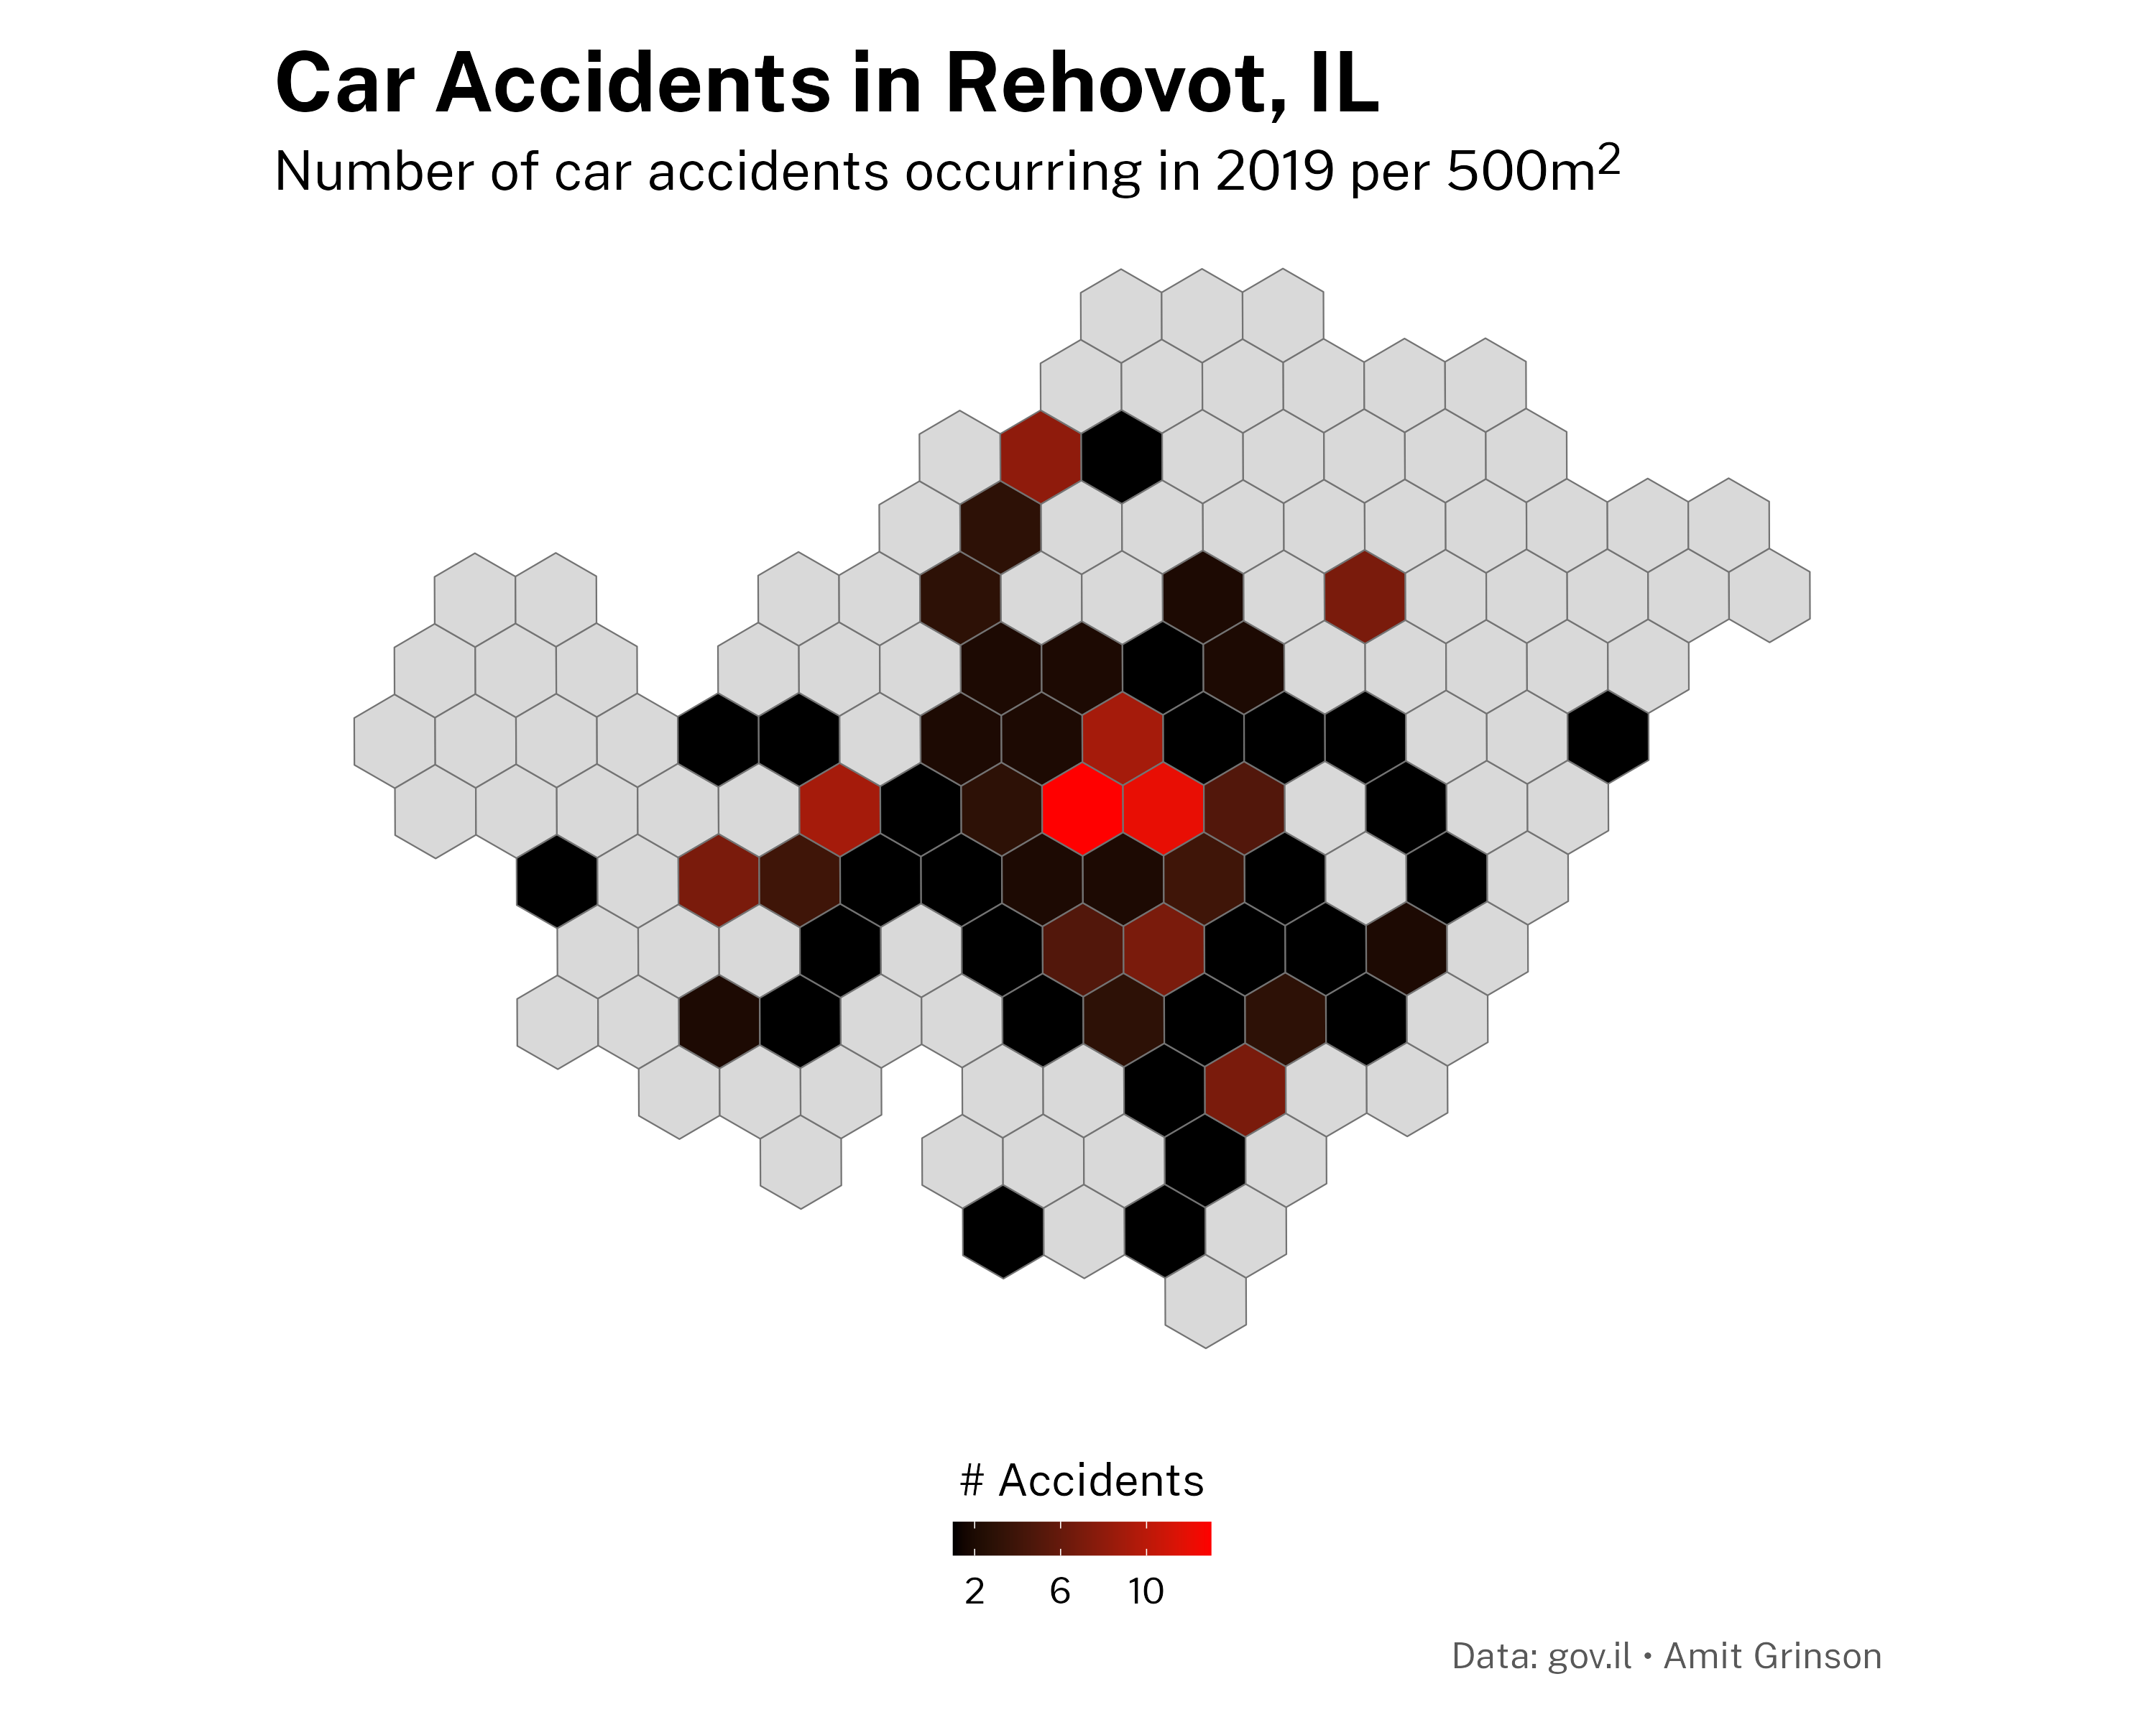 Car Accidents in Rehovot, IL
Number of car accidents occurring in 2019 per 500m²
# Accidents
2 6 10
Data: gov.il • Amit Grinson